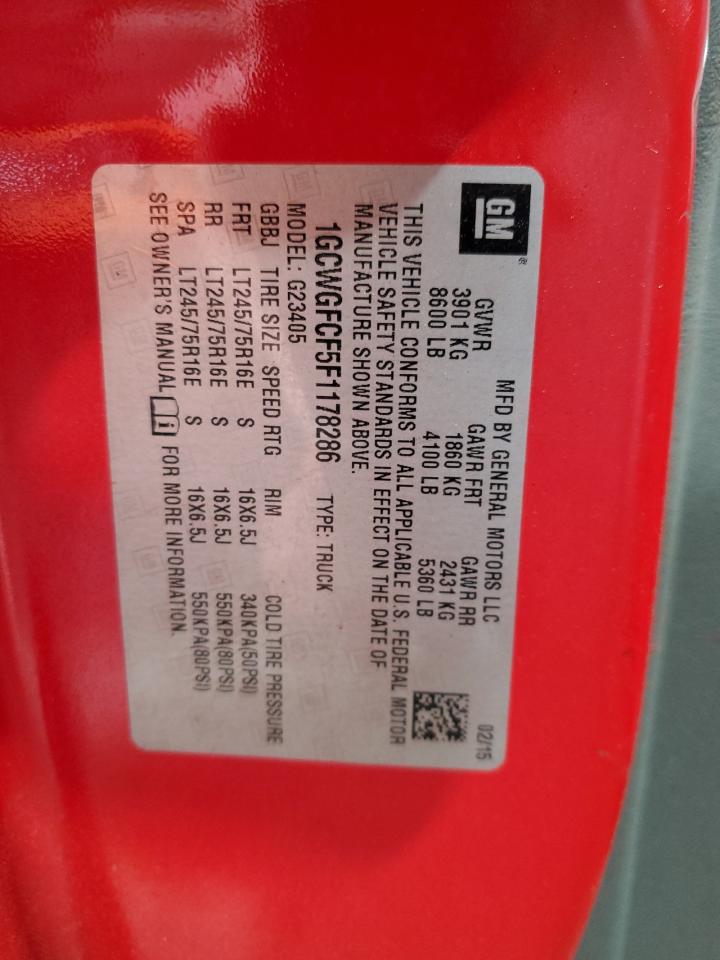 GM
MFD BY GENERAL MOTORS LLC 02/15
GVWR GAWR FRT GAWR RR
3901 KG 1860 KG 2431 KG
8600 LB 4100 LB 5360 LB
THIS VEHICLE CONFORMS TO ALL APPLICABLE U.S. FEDERAL MOTOR
VEHICLE SAFETY STANDARDS IN EFFECT ON THE DATE OF
MANUFACTURE SHOWN ABOVE.
1GCWGFCF5F1178286 TYPE: TRUCK
MODEL: G23405
GBBJ TIRE SIZE SPEED RTG RIM COLD TIRE PRESSURE
FRT LT245/75R16E S 16X6.5J 340KPA(50PSI)
RR LT245/75R16E S 16X6.5J 550KPA(80PSI)
SPA LT245/75R16E S 16X6.5J 550KPA(80PSI)
SEE OWNER'S MANUAL i FOR MORE INFORMATION.